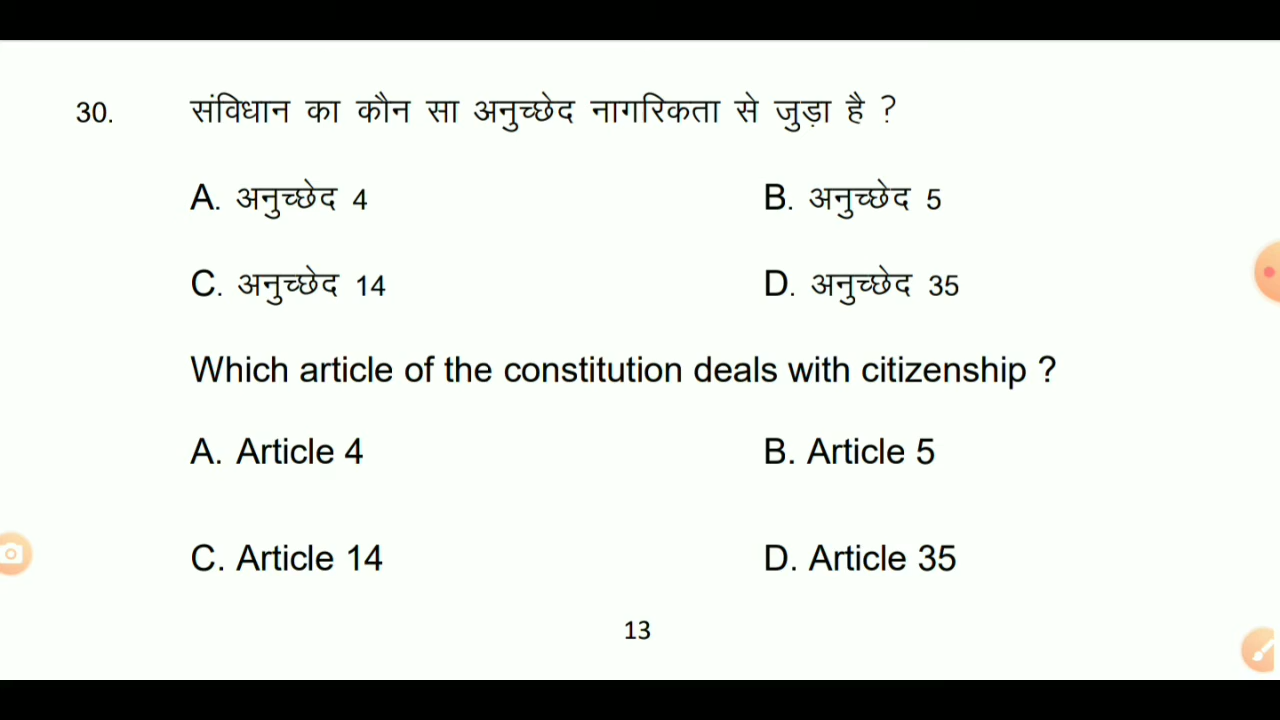 30. संविधान का कौन सा अनुच्छेद नागरिकता से जुड़ा है ?
A. अनुच्छेद 4 B. अनुच्छेद 5
C. अनुच्छेद 14 D. अनुच्छेद 35
Which article of the constitution deals with citizenship ?
A. Article 4 B. Article 5
C. Article 14 D. Article 35
13